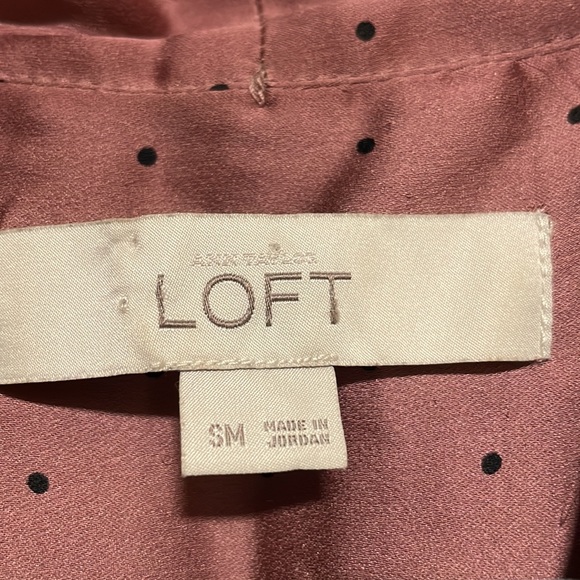 ANN TAYLOR
LOFT
SM
MADE IN
JORDAN